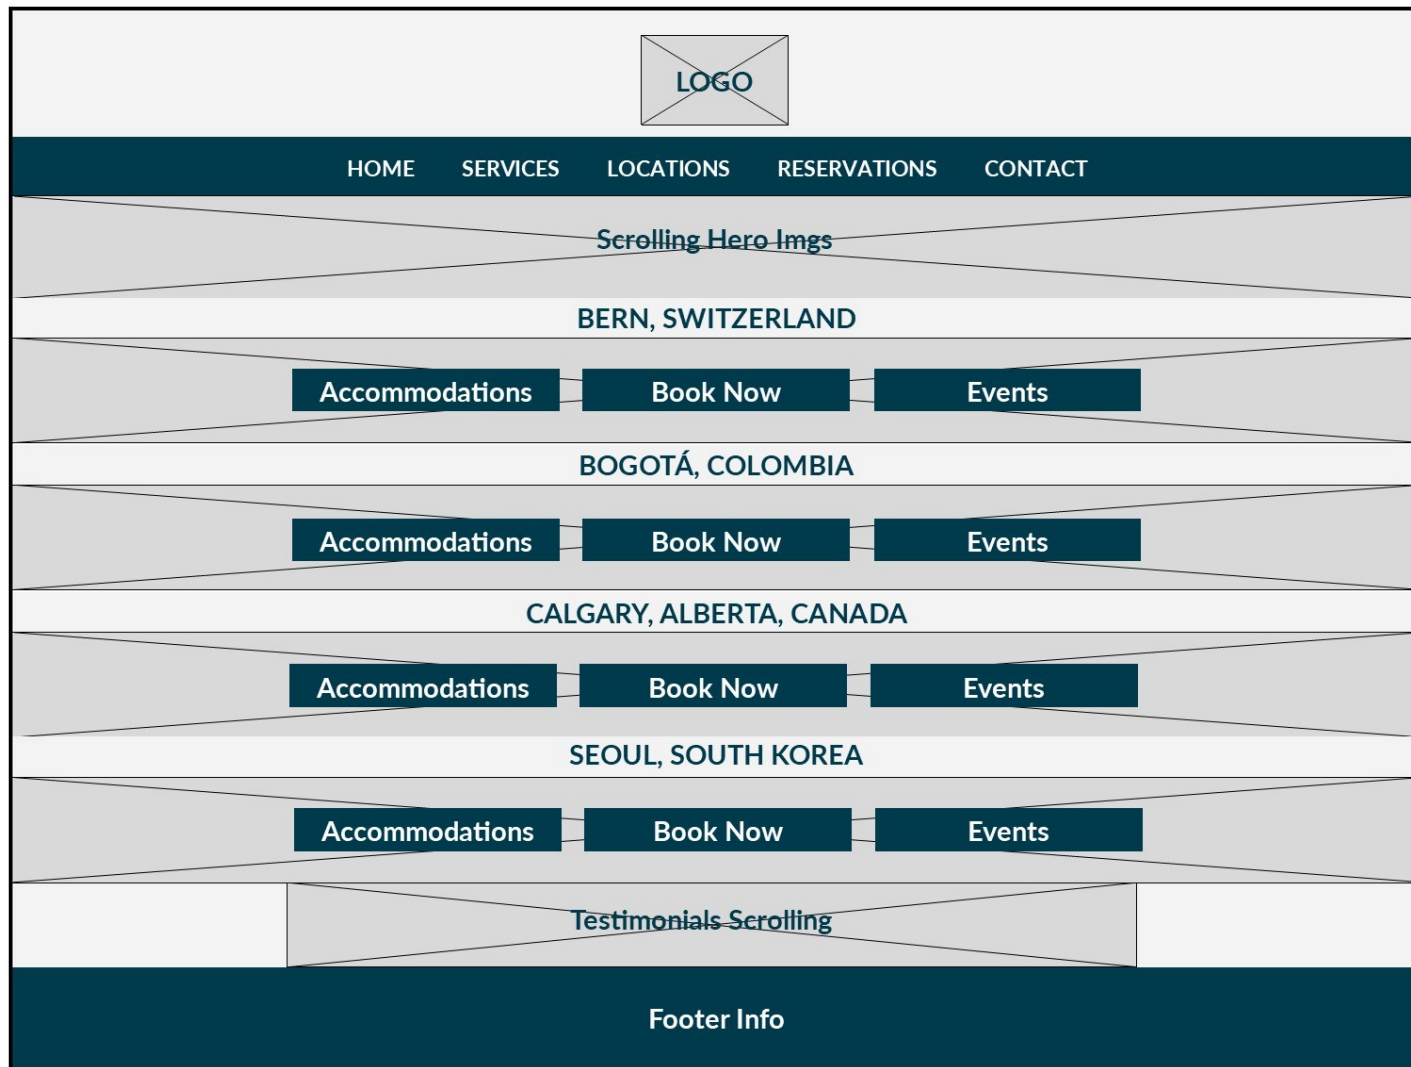 LOGO
HOME SERVICES LOCATIONS RESERVATIONS CONTACT
Scrolling Hero Imgs
BERN, SWITZERLAND
Accommodations Book Now Events
BOGOTÁ, COLOMBIA
Accommodations Book Now Events
CALGARY, ALBERTA, CANADA
Accommodations Book Now Events
SEOUL, SOUTH KOREA
Accommodations Book Now Events
Testimonials Scrolling
Footer Info